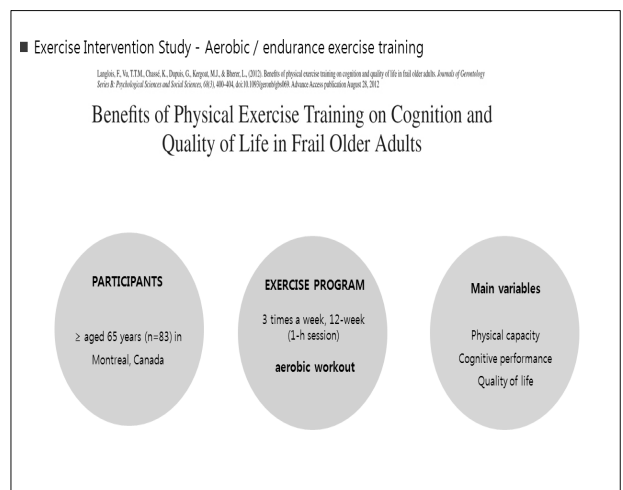 ■ Exercise Intervention Study - Aerobic / endurance exercise training
Langlois, F., Vu, T.T.M., Chassé, K., Dupuis, G., Kergoat, M.J., & Bherer, L., (2012). Benefits of physical exercise training on cognition and quality of life in frail older adults. Journals of Gerontology
Series B: Psychological Sciences and Social Sciences, 68(3), 400–404, doi:10.1093/geronb/gbs069. Advance Access publication August 28, 2012
Benefits of Physical Exercise Training on Cognition and
Quality of Life in Frail Older Adults
PARTICIPANTS
≥ aged 65 years (n=83) in
Montreal, Canada
EXERCISE PROGRAM
3 times a week, 12-week
(1-h session)
aerobic workout
Main variables
Physical capacity
Cognitive performance
Quality of life